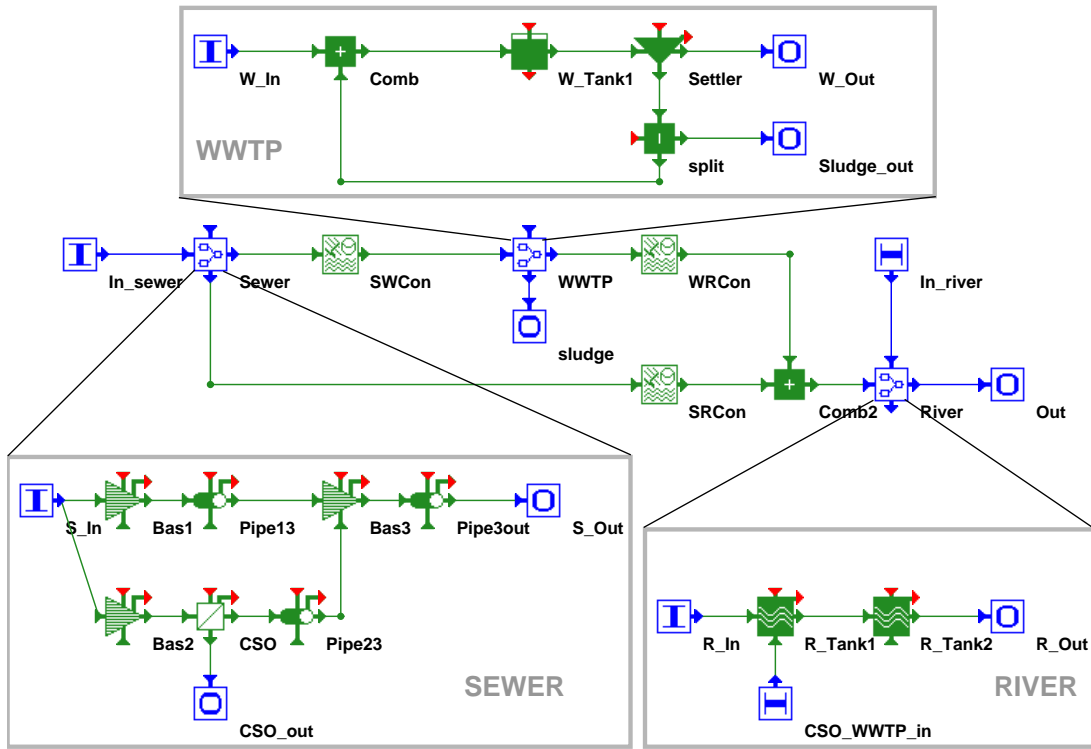 W_In
Comb
W_Tank1
Settler
W_Out
WWTP
split
Sludge_out
In_sewer
Sewer
SWCon
WWTP
WRCon
In_river
sludge
SRCon
Comb2
River
Out
S_In
Bas1
Pipe13
Bas3
Pipe3out
S_Out
Bas2
CSO
Pipe23
R_In
R_Tank1
R_Tank2
R_Out
SEWER
RIVER
CSO_out
CSO_WWTP_in